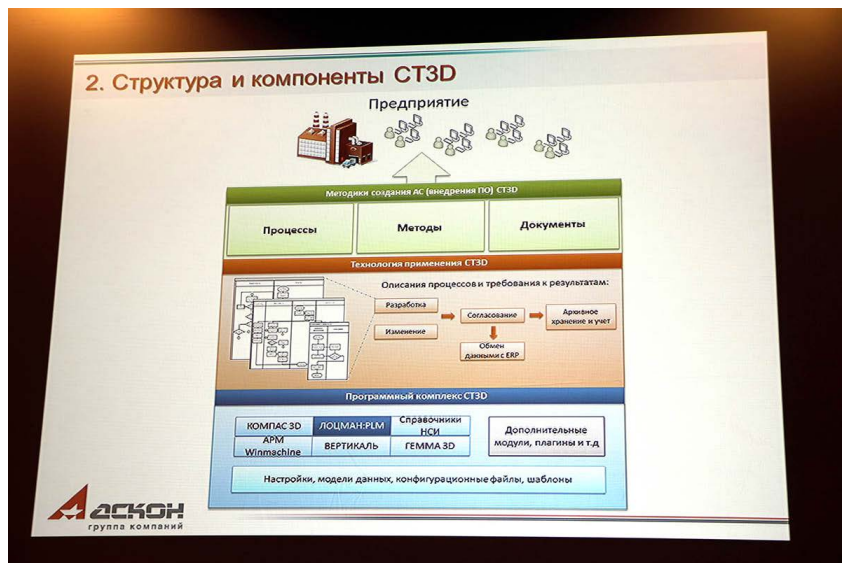 2. Структура и компоненты СТ3D
Предприятие
Методики создания АС (внедрения ПО) СТ3D
Процессы
Методы
Документы
Технология применения СТ3D
Описания процессов и требования к результатам:
Разработка
Изменение
Согласование
Архивное
хранение и учет
Обмен
данными с ERP
Программный комплекс СТ3D
КОМПАС 3D
ЛОЦМАН:PLM
Справочники
НСИ
АРМ
Winmachine
ВЕРТИКАЛЬ
ГЕММА 3D
Дополнительные
модули, плагины и т.д
Настройки, модели данных, конфигурационные файлы, шаблоны
АСКОН
группа компаний